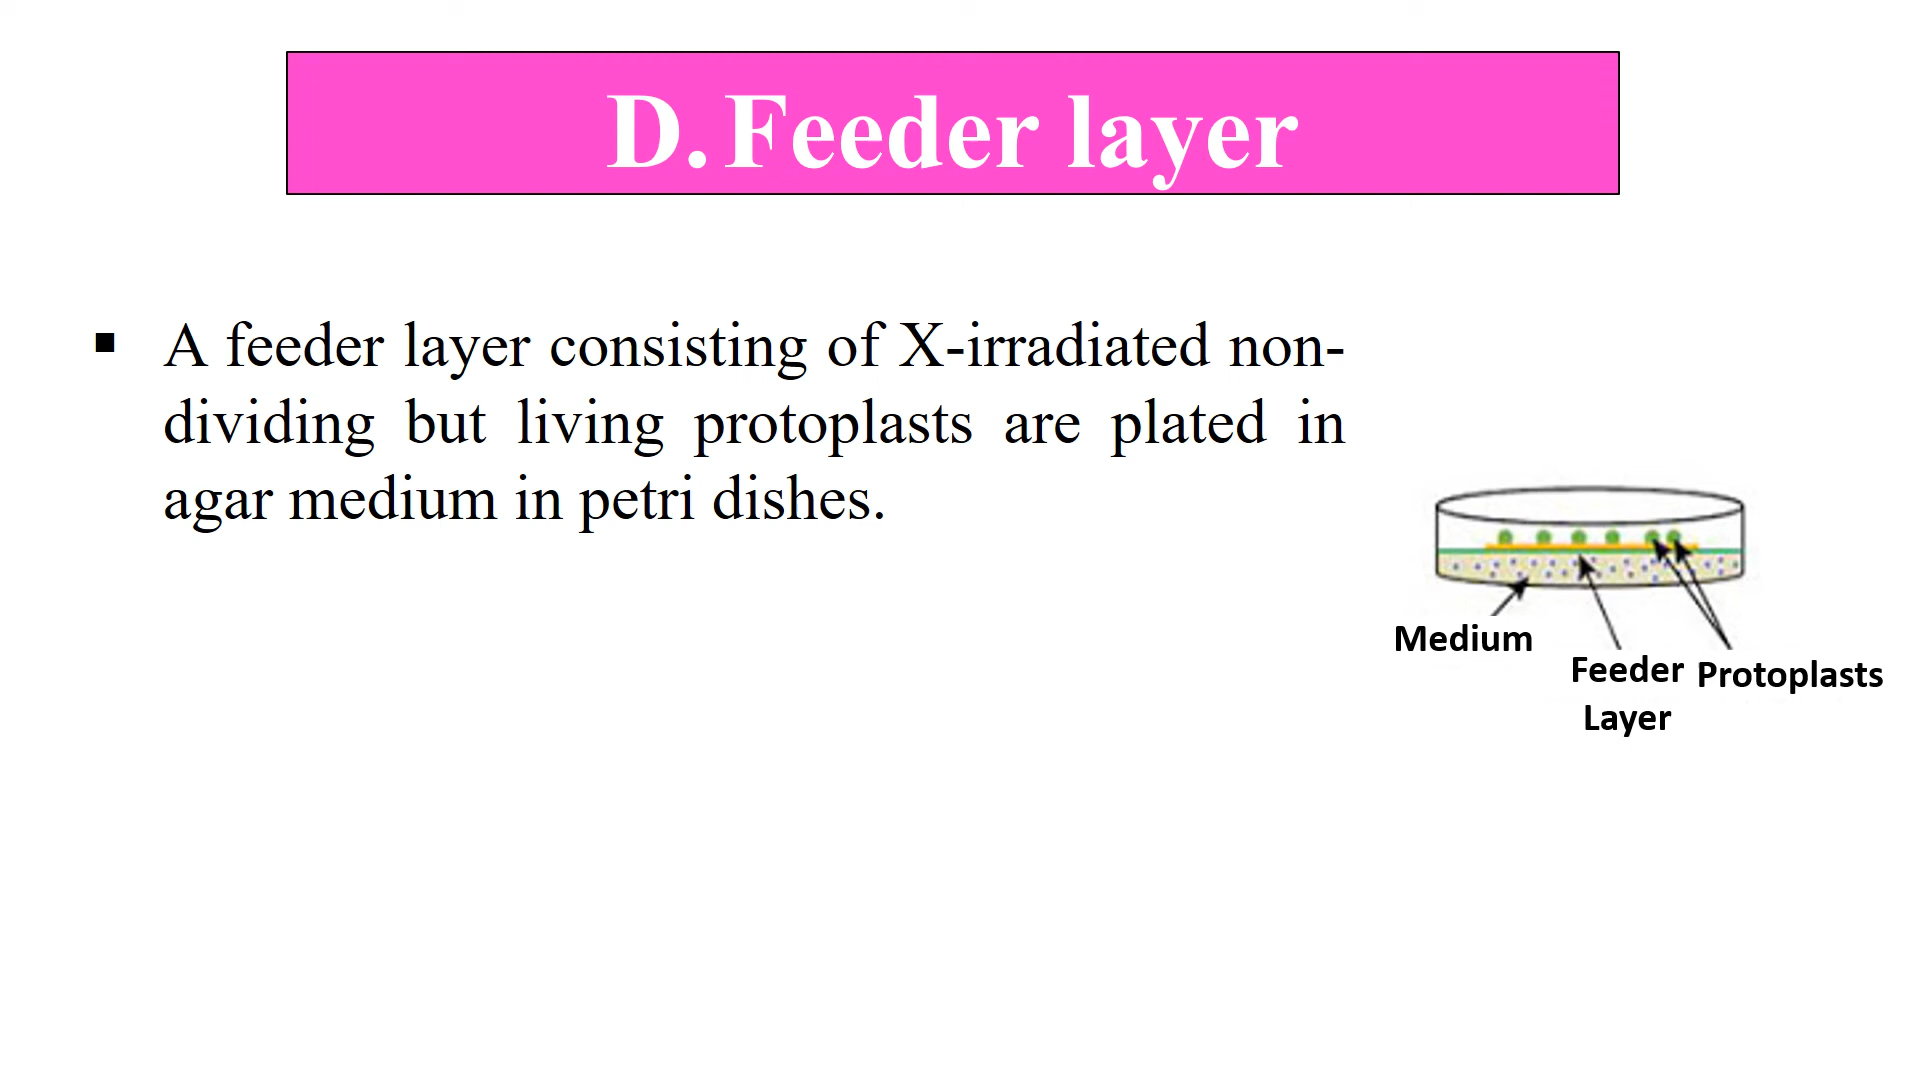 D. Feeder layer
▪ A feeder layer consisting of X-irradiated non-
dividing but living protoplasts are plated in
agar medium in petri dishes.
Medium
Feeder
Layer
Protoplasts